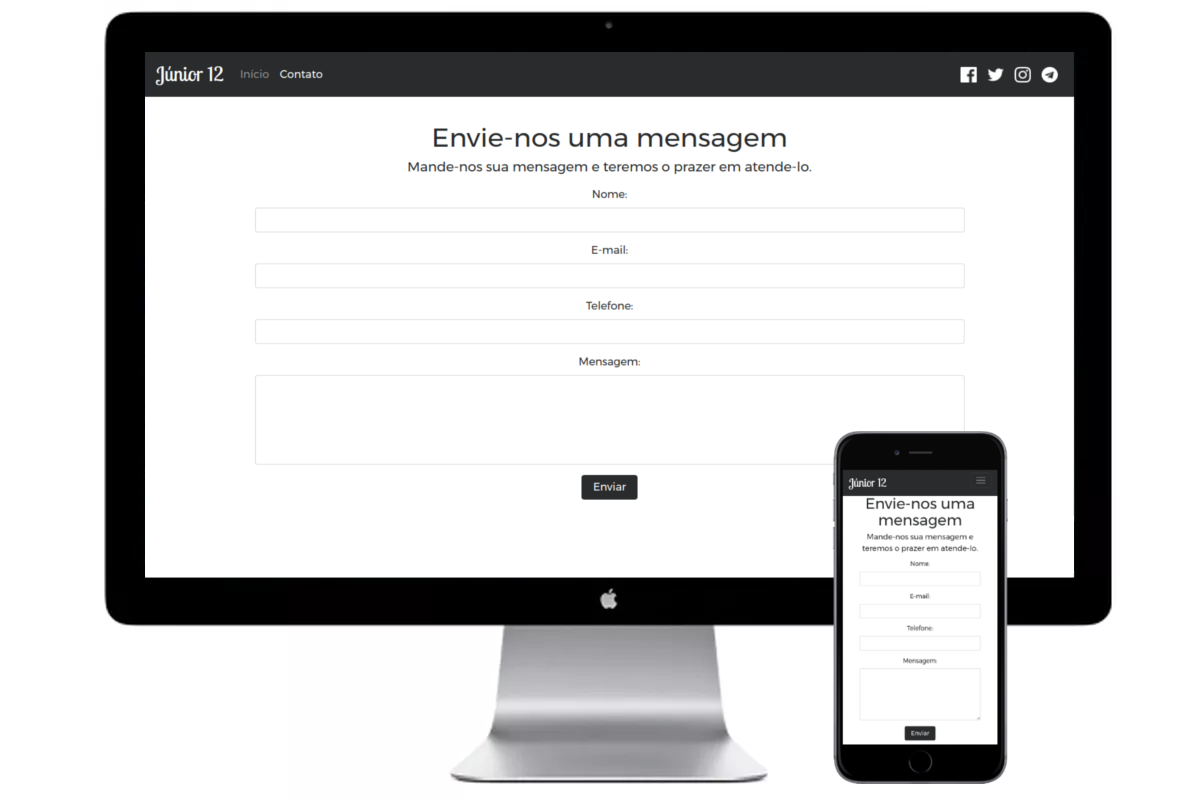 Júnior 12 Início Contato
Envie-nos uma mensagem
Mande-nos sua mensagem e teremos o prazer em atende-lo.
Nome:
E-mail:
Telefone:
Mensagem:
Enviar
Júnior 12
Envie-nos uma
mensagem
Mande-nos sua mensagem e
teremos o prazer em atende-lo.
Nome:
E-mail:
Telefone:
Mensagem:
Enviar